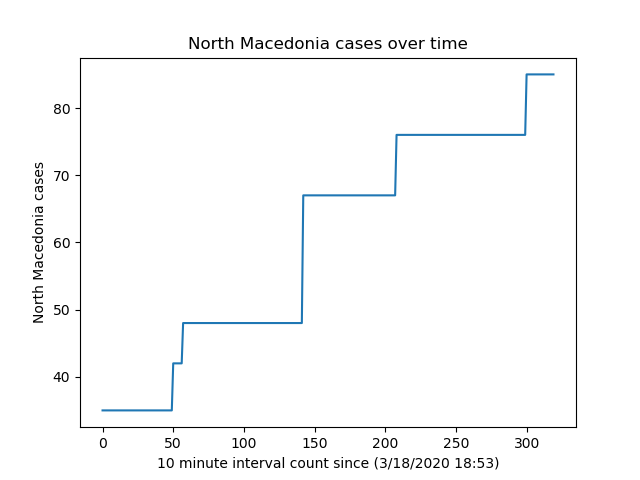 North Macedonia cases over time
North Macedonia cases
80
70
60
50
40
0 50 100 150 200 250 300
10 minute interval count since (3/18/2020 18:53)